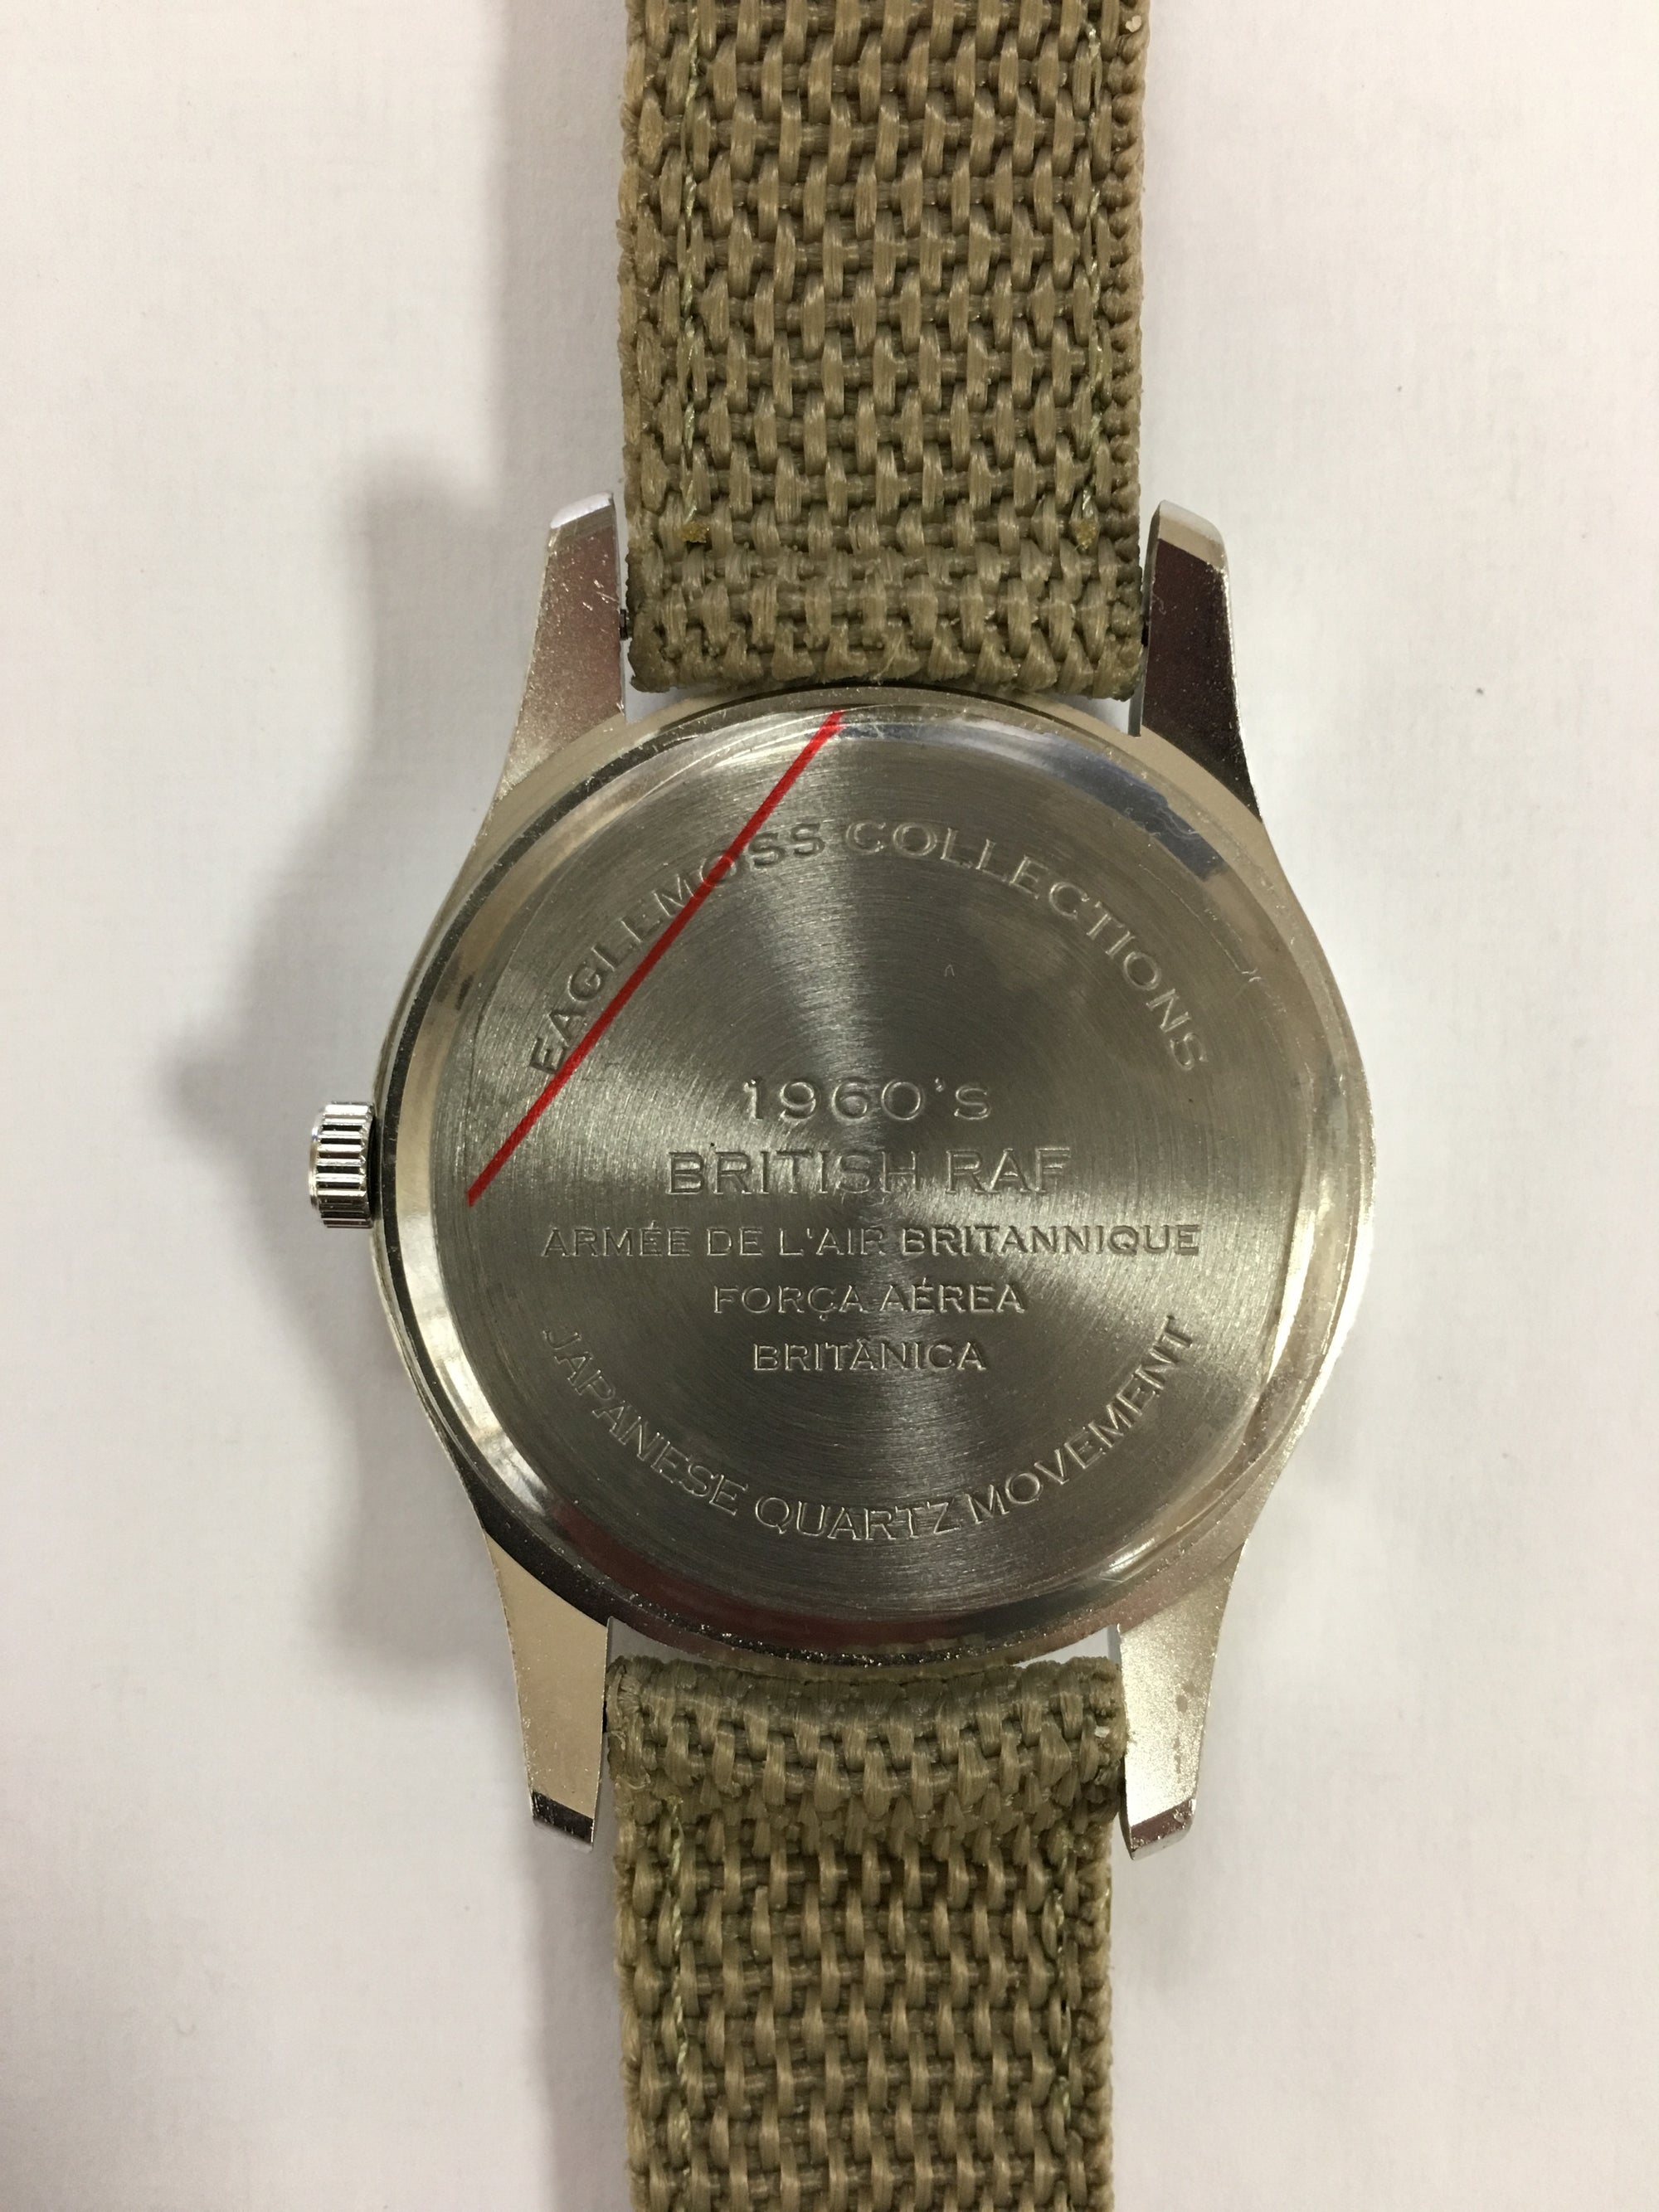 EAGLEMOSS COLLECTIONS
1960's
BRITISH RAF
ARMÉE DE L'AIR BRITANNIQUE
FORÇA AÉREA
BRITÂNICA
JAPANESE QUARTZ MOVEMENT